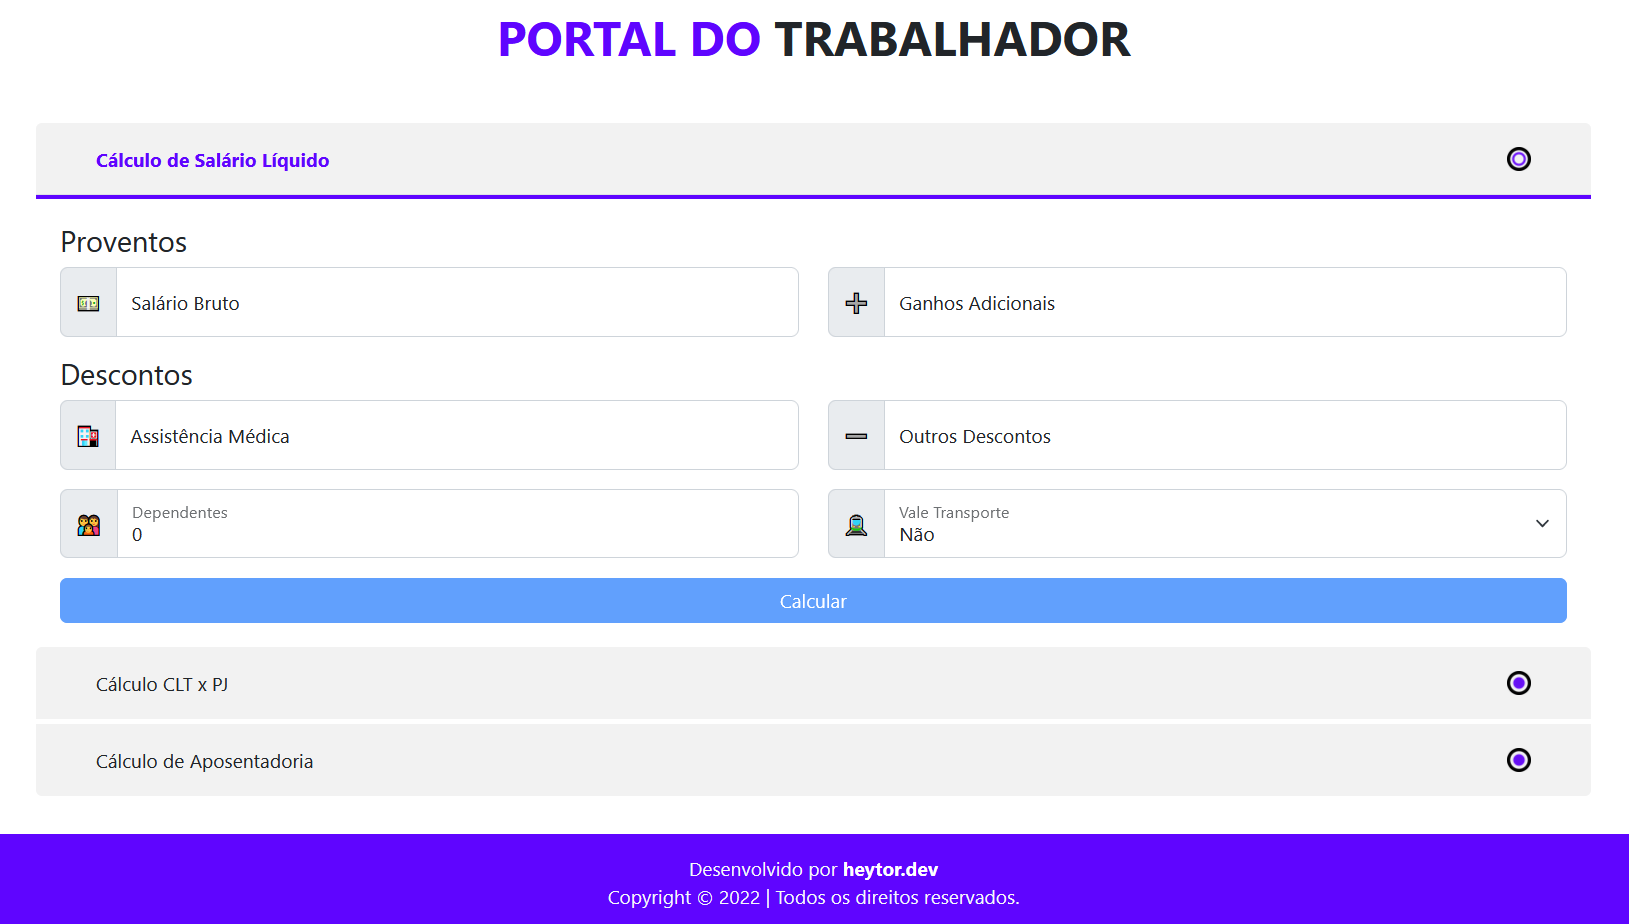 PORTAL DO TRABALHADOR
Cálculo de Salário Líquido
Proventos
Salário Bruto
Ganhos Adicionais
Descontos
Assistência Médica
Outros Descontos
Dependentes
0
Vale Transporte
Não
Calcular
Cálculo CLT x PJ
Cálculo de Aposentadoria
Desenvolvido por heytor.dev
Copyright © 2022 | Todos os direitos reservados.